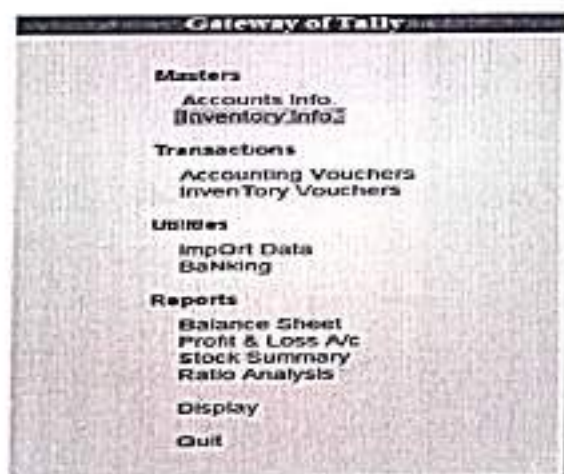 Gateway of Tally
Masters
Accounts Info.
Inventory Info.
Transactions
Accounting Vouchers
InvenTory Vouchers
Utilities
ImpOrt Data
BaNking
Reports
Balance Sheet
Profit & Loss A/c
Stock Summary
Ratio Analysis
Display
Quit